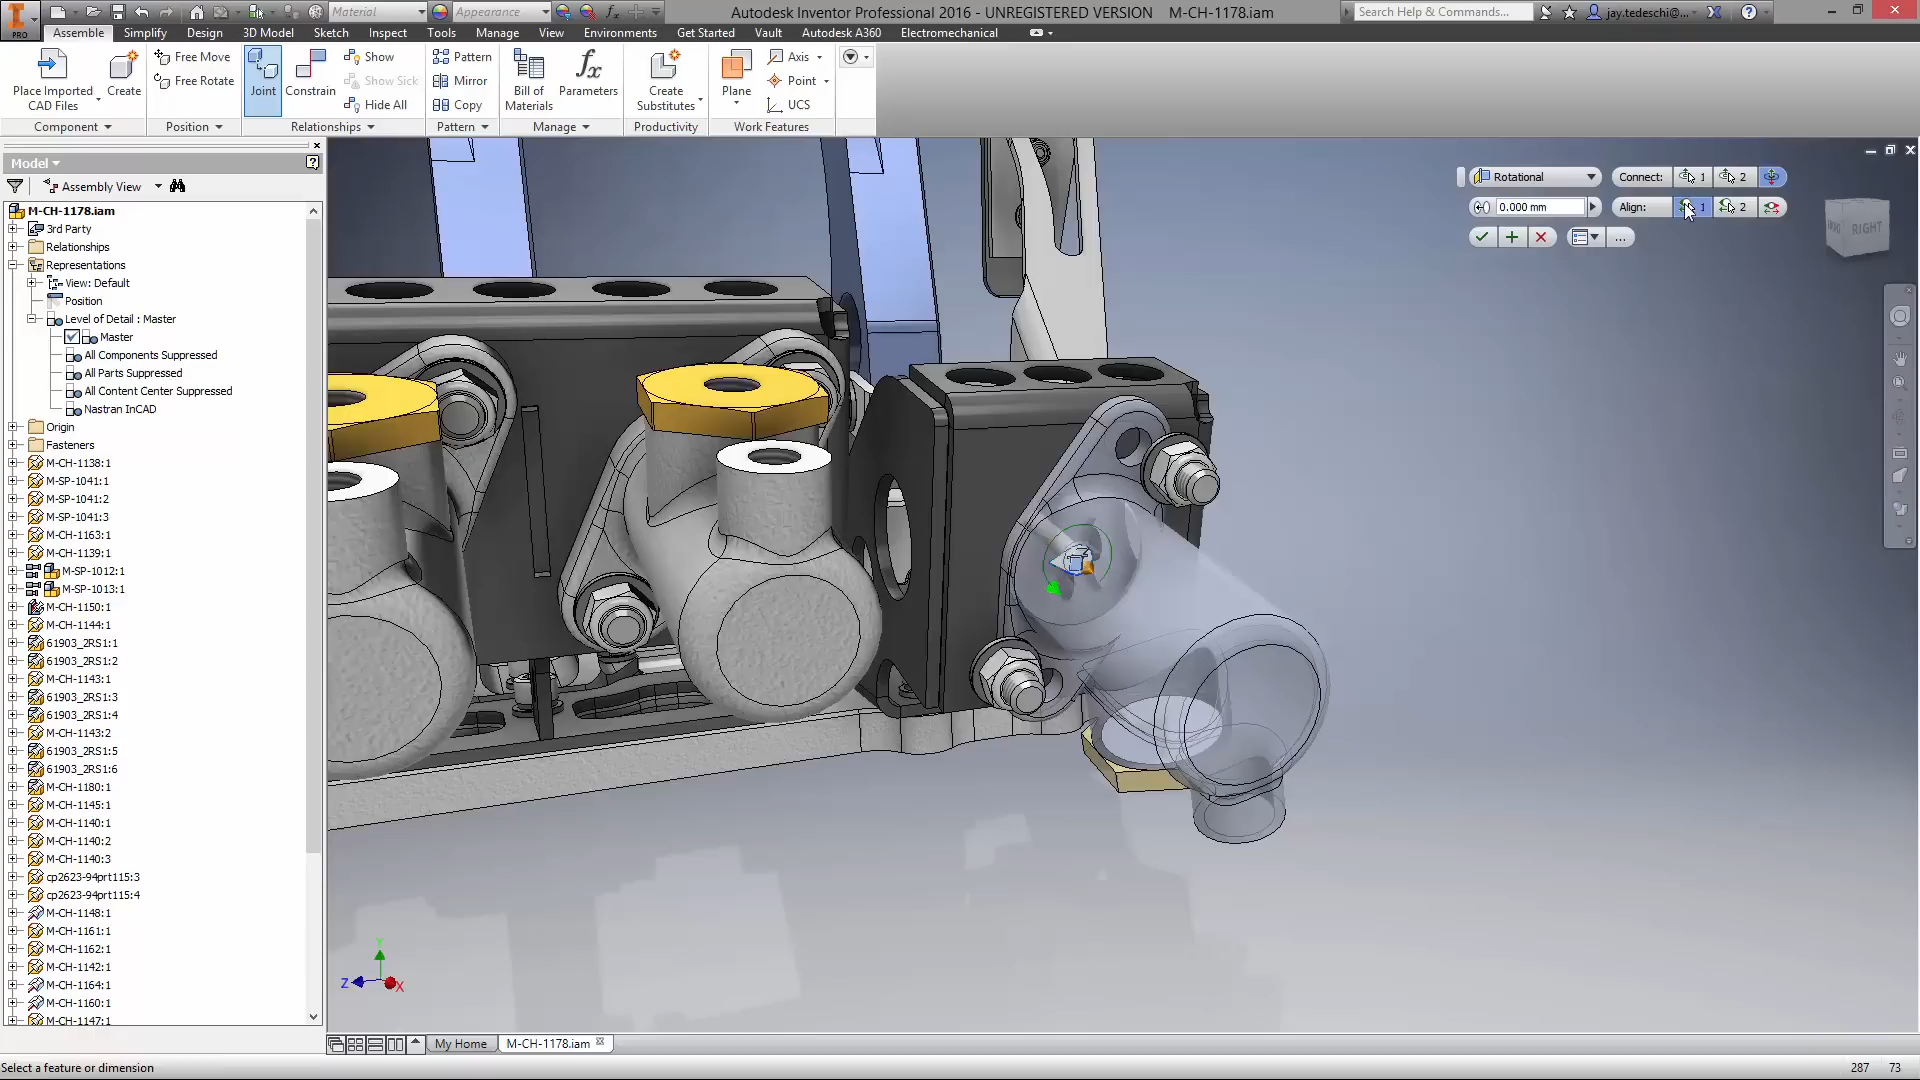 Material
Appearance
Autodesk Inventor Professional 2016 - UNREGISTERED VERSION M-CH-1178.iam
Search Help & Commands...
jay.tedeschi@...
PRO
Assemble Simplify Design 3D Model Sketch Inspect Tools Manage View Environments Get Started Vault Autodesk A360 Electromechanical
Place Imported CAD Files
Create
Free Move
Free Rotate
Joint
Constrain
Show
Show Sick
Hide All
Pattern
Mirror
Copy
Bill of Materials
Parameters
Create Substitutes
Plane
Axis
Point
UCS
Component Position Relationships Pattern Manage Productivity Work Features
Model
Assembly View
M-CH-1178.iam
3rd Party
Relationships
Representations
View: Default
Position
Level of Detail : Master
Master
All Components Suppressed
All Parts Suppressed
All Content Center Suppressed
Nastran InCAD
Origin
Fasteners
M-CH-1138:1
M-SP-1041:1
M-SP-1041:2
M-SP-1041:3
M-CH-1163:1
M-CH-1139:1
M-SP-1012:1
M-SP-1013:1
M-CH-1150:1
M-CH-1144:1
61903_2RS1:1
61903_2RS1:2
M-CH-1143:1
61903_2RS1:3
61903_2RS1:4
M-CH-1143:2
61903_2RS1:5
61903_2RS1:6
M-CH-1180:1
M-CH-1145:1
M-CH-1140:1
M-CH-1140:2
M-CH-1140:3
cp2623-94prt115:3
cp2623-94prt115:4
M-CH-1148:1
M-CH-1161:1
M-CH-1162:1
M-CH-1142:1
M-CH-1164:1
M-CH-1160:1
M-CH-1147:1
Rotational
Connect: 1 2
0.000 mm
Align: 1 2
...
RIGHT
Y
Z
X
My Home M-CH-1178.iam
Select a feature or dimension
287 73